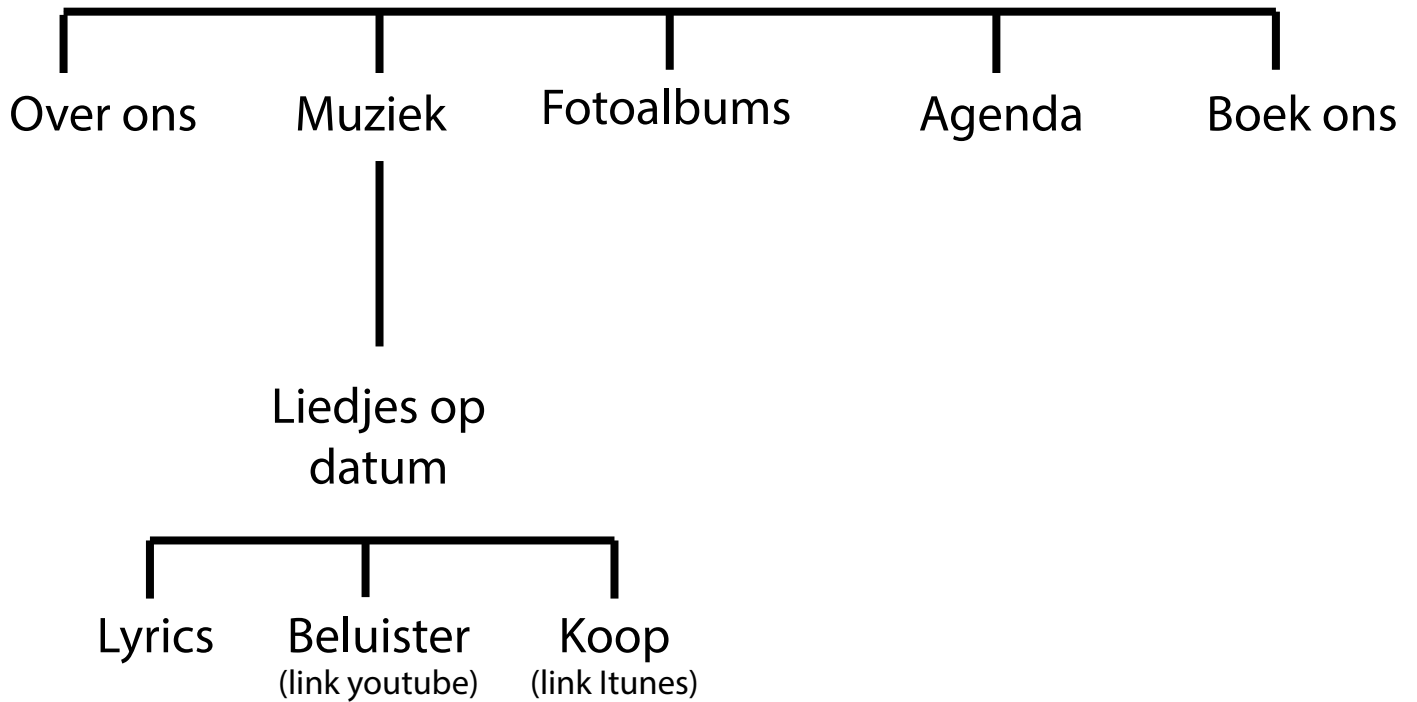 Over ons
Muziek
Fotoalbums
Agenda
Boek ons
Liedjes op
datum
Lyrics
Beluister
(link youtube)
Koop
(link Itunes)